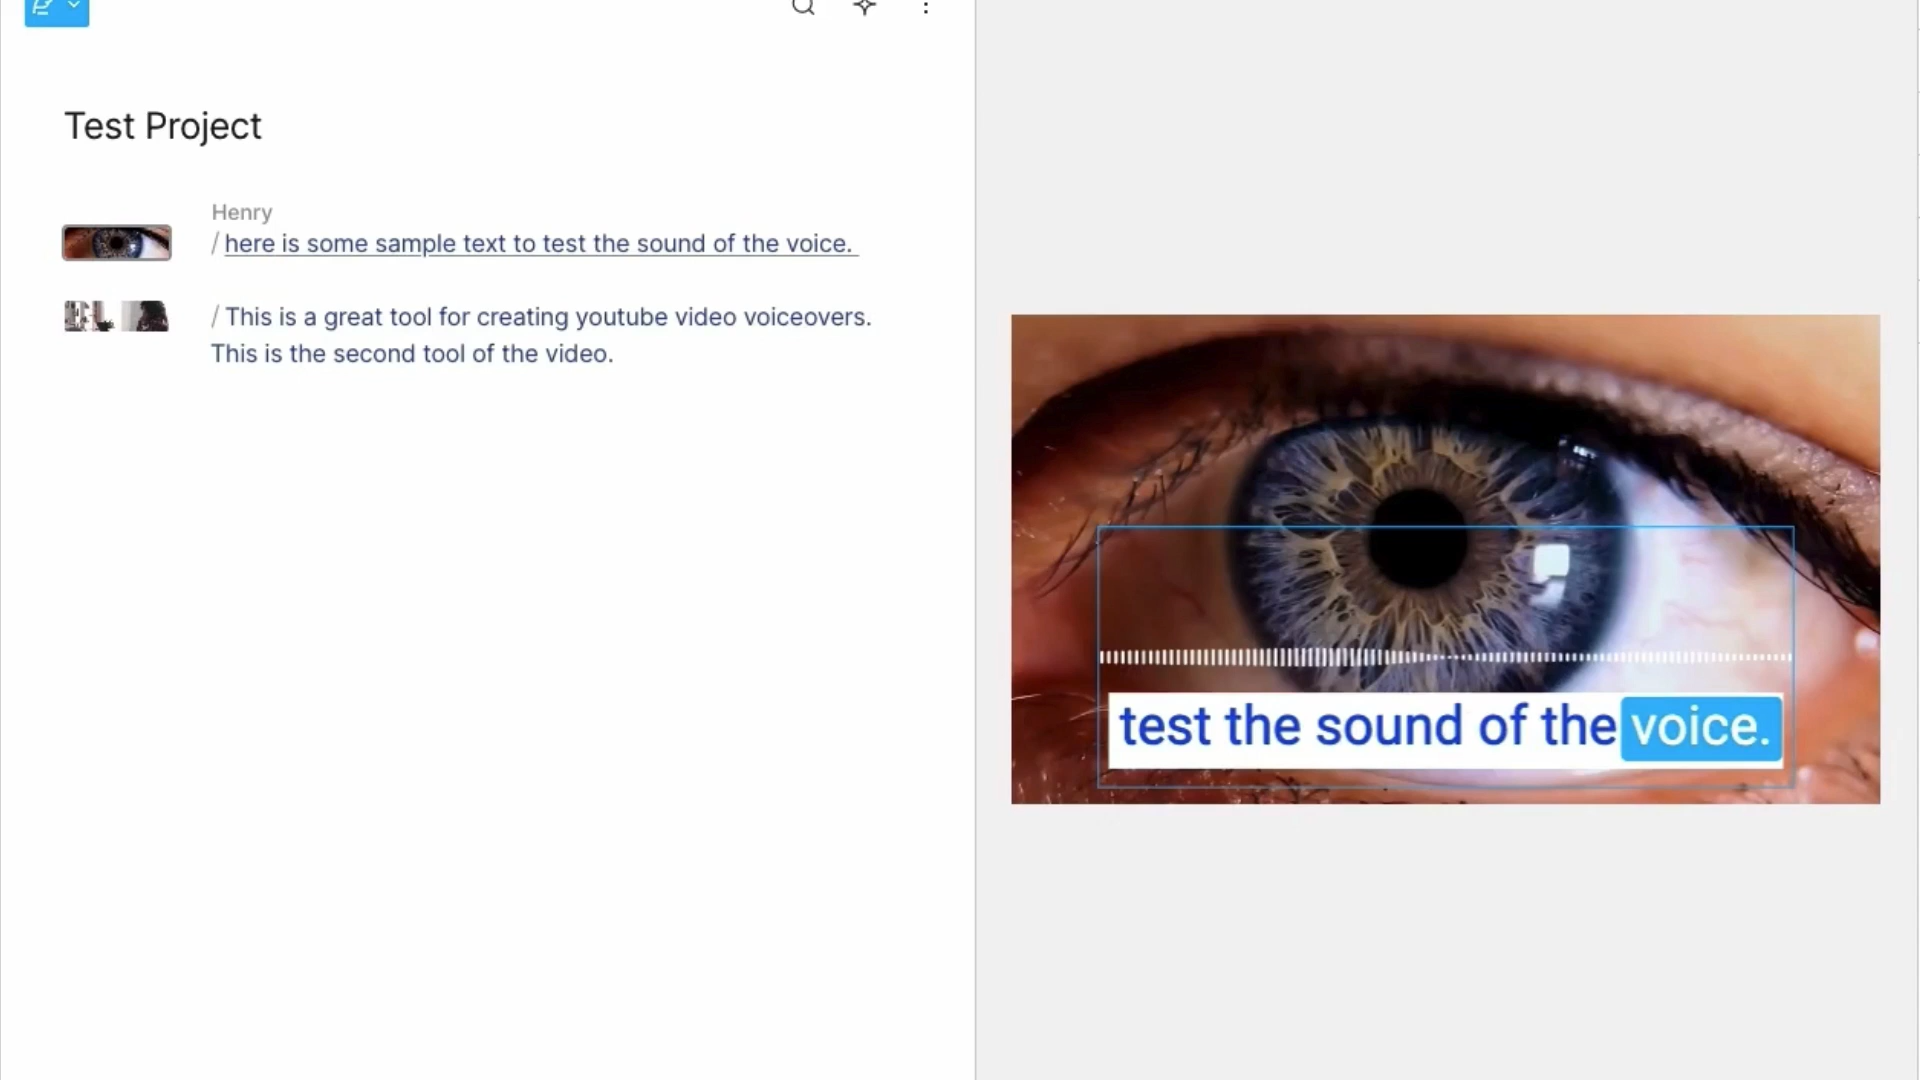 Test Project
Henry
/ here is some sample text to test the sound of the voice.
/ This is a great tool for creating youtube video voiceovers.
This is the second tool of the video.
test the sound of the voice.